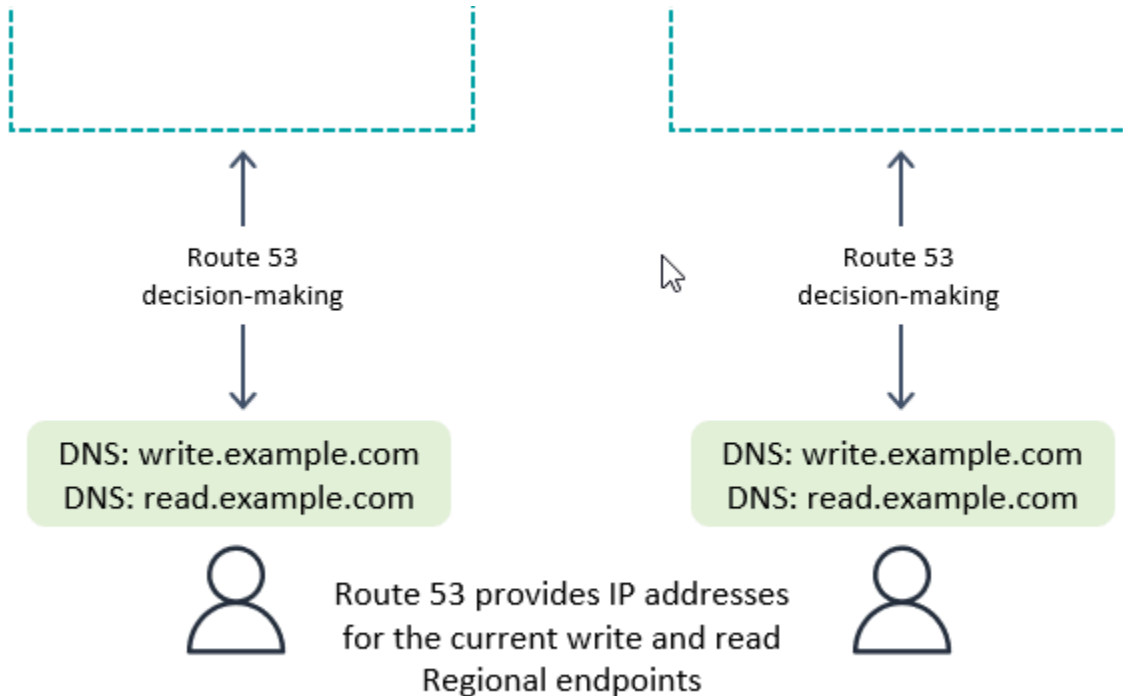 Route 53
decision-making
Route 53
decision-making
DNS: write.example.com
DNS: read.example.com
DNS: write.example.com
DNS: read.example.com
Route 53 provides IP addresses
for the current write and read
Regional endpoints